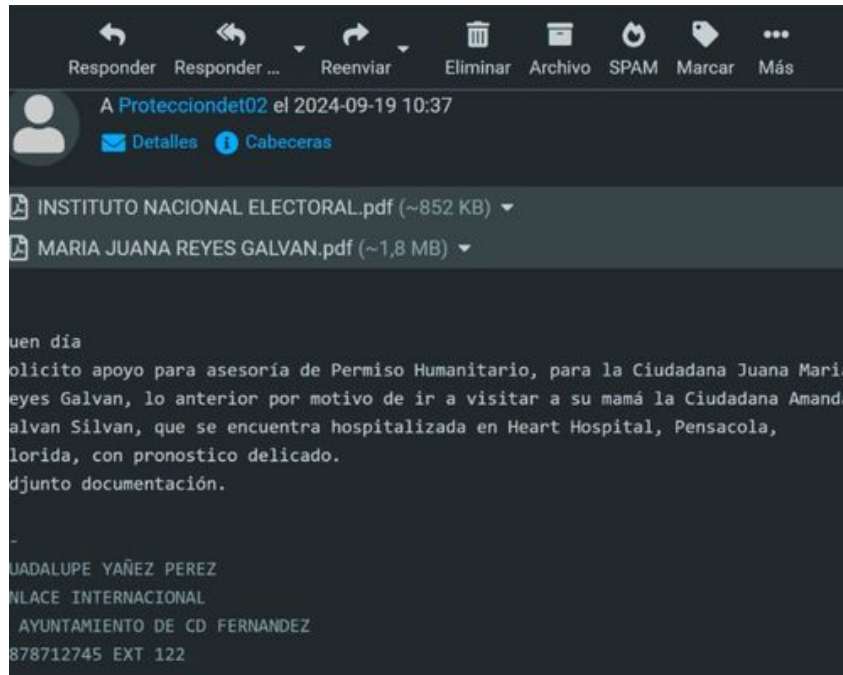 Responder Responder ... Reenviar Eliminar Archivo SPAM Marcar Más
A Protecciondet02 el 2024-09-19 10:37
Detalles Cabeceras
INSTITUTO NACIONAL ELECTORAL.pdf (~852 KB)
MARIA JUANA REYES GALVAN.pdf (~1,8 MB)
uen día
olicito apoyo para asesoría de Permiso Humanitario, para la Ciudadana Juana Mari
eyes Galvan, lo anterior por motivo de ir a visitar a su mamá la Ciudadana Amand
alvan Silvan, que se encuentra hospitalizada en Heart Hospital, Pensacola,
lorida, con pronostico delicado.
djunto documentación.
-
UADALUPE YAÑEZ PEREZ
NLACE INTERNACIONAL
AYUNTAMIENTO DE CD FERNANDEZ
878712745 EXT 122